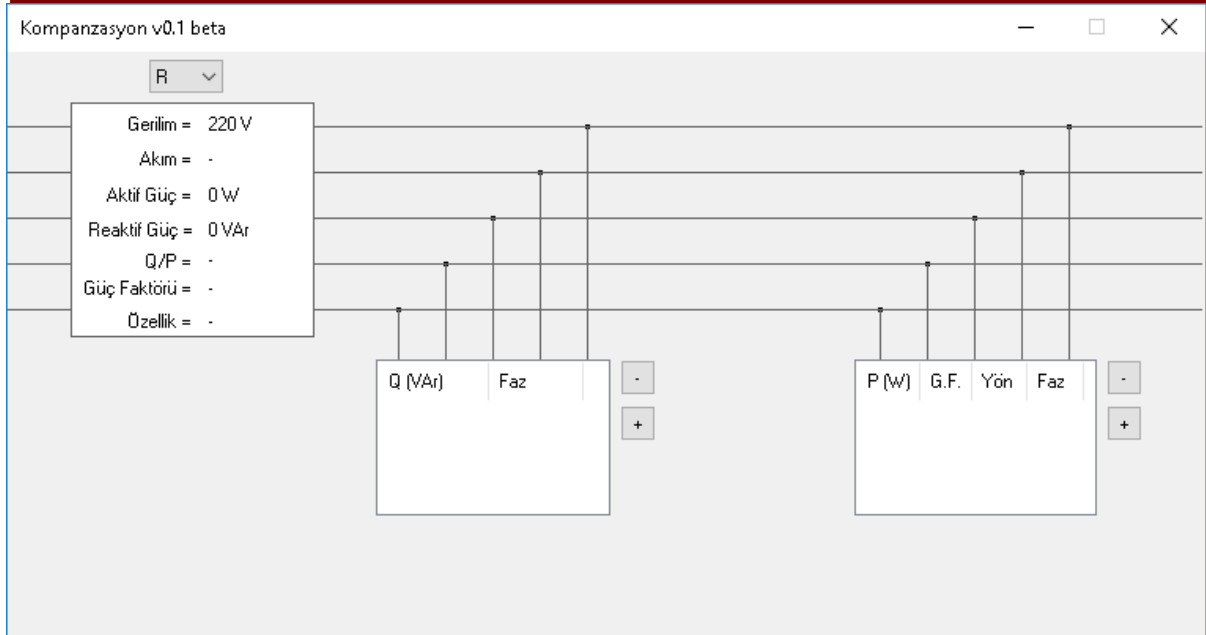 Kompanzasyon v0.1 beta
R
Gerilim = 220 V
Akım = -
Aktif Güç = 0 W
Reaktif Güç = 0 VAr
Q/P = -
Güç Faktörü = -
Özellik = -
Q (VAr) Faz
-
+
P (W) G.F. Yön Faz
-
+